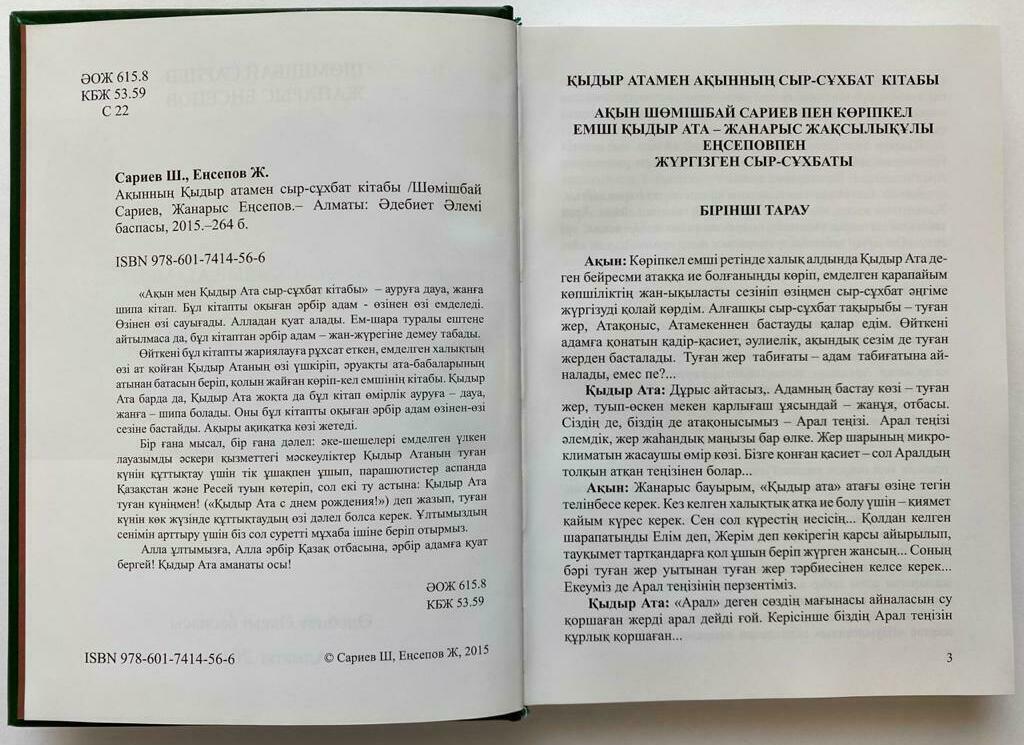 ӘОЖ 615.8
КБЖ 53.59
С 22
Сариев Ш., Еңсепов Ж.
Ақынның Қыдыр атамен сыр-сұхбат кітабы /Шөмішбай
Сариев, Жанарыс Еңсепов.– Алматы: Әдебиет Әлемі
баспасы, 2015.–264 б.
ISBN 978-601-7414-56-6
«Ақын мен Қыдыр Ата сыр-сұхбат кітабы» – ауруға дауа, жанға
шипа кітап. Бұл кітапты оқыған әрбір адам - өзінен өзі емделеді.
Өзінен өзі сауығады. Алладан қуат алады. Ем-шара туралы ештеңе
айтылмаса да, бұл кітаптан әрбір адам – жан-жүрегіне демеу табады.
Өйткені бұл кітапты жариялауға рұхсат еткен, емделген халықтың
өзі ат қойған Қыдыр Атаның өзі үшкіріп, әруақты ата-бабаларының
атынан батасын беріп, қолын жайған көріп-кел емшінің кітабы. Қыдыр
Ата барда да, Қыдыр Ата жоқта да бұл кітап өмірлік ауруға – дауа,
жанға – шипа болады. Оны бұл кітапты оқыған әрбір адам өзінен-өзі
сезіне бастайды. Ақыры ақиқатқа көзі жетеді.
Бір ғана мысал, бір ғана дәлел: әке-шешелері емделген үлкен
лауазымды әскери қызметтегі мәскеуліктер Қыдыр Атаның туған
күнін құттықтау үшін тік ұшақпен ұшып, парашютистер аспанда
Қазақстан және Ресей туын көтеріп, сол екі ту астына: Қыдыр Ата
туған күніңмен! («Қыдыр Ата с днем рождения!») деп жазып, туған
күнін көк жүзінде құттықтаудың өзі дәлел болса керек. Ұлтымыздың
сенімін арттыру үшін біз сол суретті мұхаба ішіне беріп отырмыз.
Алла ұлтымызға, Алла әрбір Қазақ отбасына, әрбір адамға қуат
бергей! Қыдыр Ата аманаты осы!
ӘОЖ 615.8
КБЖ 53.59
ISBN 978-601-7414-56-6
© Сариев Ш, Еңсепов Ж, 2015
ҚЫДЫР АТАМЕН АҚЫННЫҢ СЫР-СҰХБАТ КІТАБЫ
АҚЫН ШӨМІШБАЙ САРИЕВ ПЕН КӨРІПКЕЛ
ЕМШІ ҚЫДЫР АТА – ЖАНАРЫС ЖАҚСЫЛЫҚҰЛЫ
ЕҢСЕПОВПЕН
ЖҮРГІЗГЕН СЫР-СҰХБАТЫ
БІРІНШІ ТАРАУ
Ақын: Көріпкел емші ретінде халық алдында Қыдыр Ата де-
ген бейресми атаққа ие болғаныңды көріп, емделген қарапайым
көпшіліктің жан-ықыласты сезініп өзіңмен сыр-сұхбат әңгіме
жүргізуді қолай көрдім. Алғашқы сыр-сұхбат тақырыбы – туған
жер, Атақоныс, Атамекеннен бастауды қалар едім. Өйткені
адамға қонатын қадір-қасиет, әулиелік, ақындық сезім де туған
жерден басталады. Туған жер табиғаты – адам табиғатына ай-
налады, емес пе?...
Қыдыр Ата: Дұрыс айтасыз,. Адамның бастау көзі – туған
жер, туып-өскен мекен қарлығаш ұясындай – жанұя, отбасы.
Сіздің де, біздің де атақонысымыз – Арал теңізі. Арал теңізі
әлемдік, жер жаһандық маңызы бар өлке. Жер шарының микро-
климатын жасаушы өмір көзі. Бізге қонған қасиет – сол Аралдың
толқын атқан теңізінен болар...
Ақын: Жанарыс бауырым, «Қыдыр ата» атағы өзіңе тегін
телінбесе керек. Кез келген халықтық атқа ие болу үшін – қиямет
қайым күрес керек. Сен сол күрестің иесісің... Қолдан келген
шарапатыңды Елім деп, Жерім деп көкірегің қарсы айырылып,
тауқымет тартқандарға қол ұшын беріп жүрген жансың... Соның
бәрі туған жер уытынан туған жер тәрбиесінен келсе керек...
Екеуміз де Арал теңізінің перзентіміз.
Қыдыр Ата: «Арал» деген сөздің мағынасы айналасын су
қоршаған жерді арал дейді ғой. Керісінше біздің Арал теңізін
құрлық қоршаған...
3